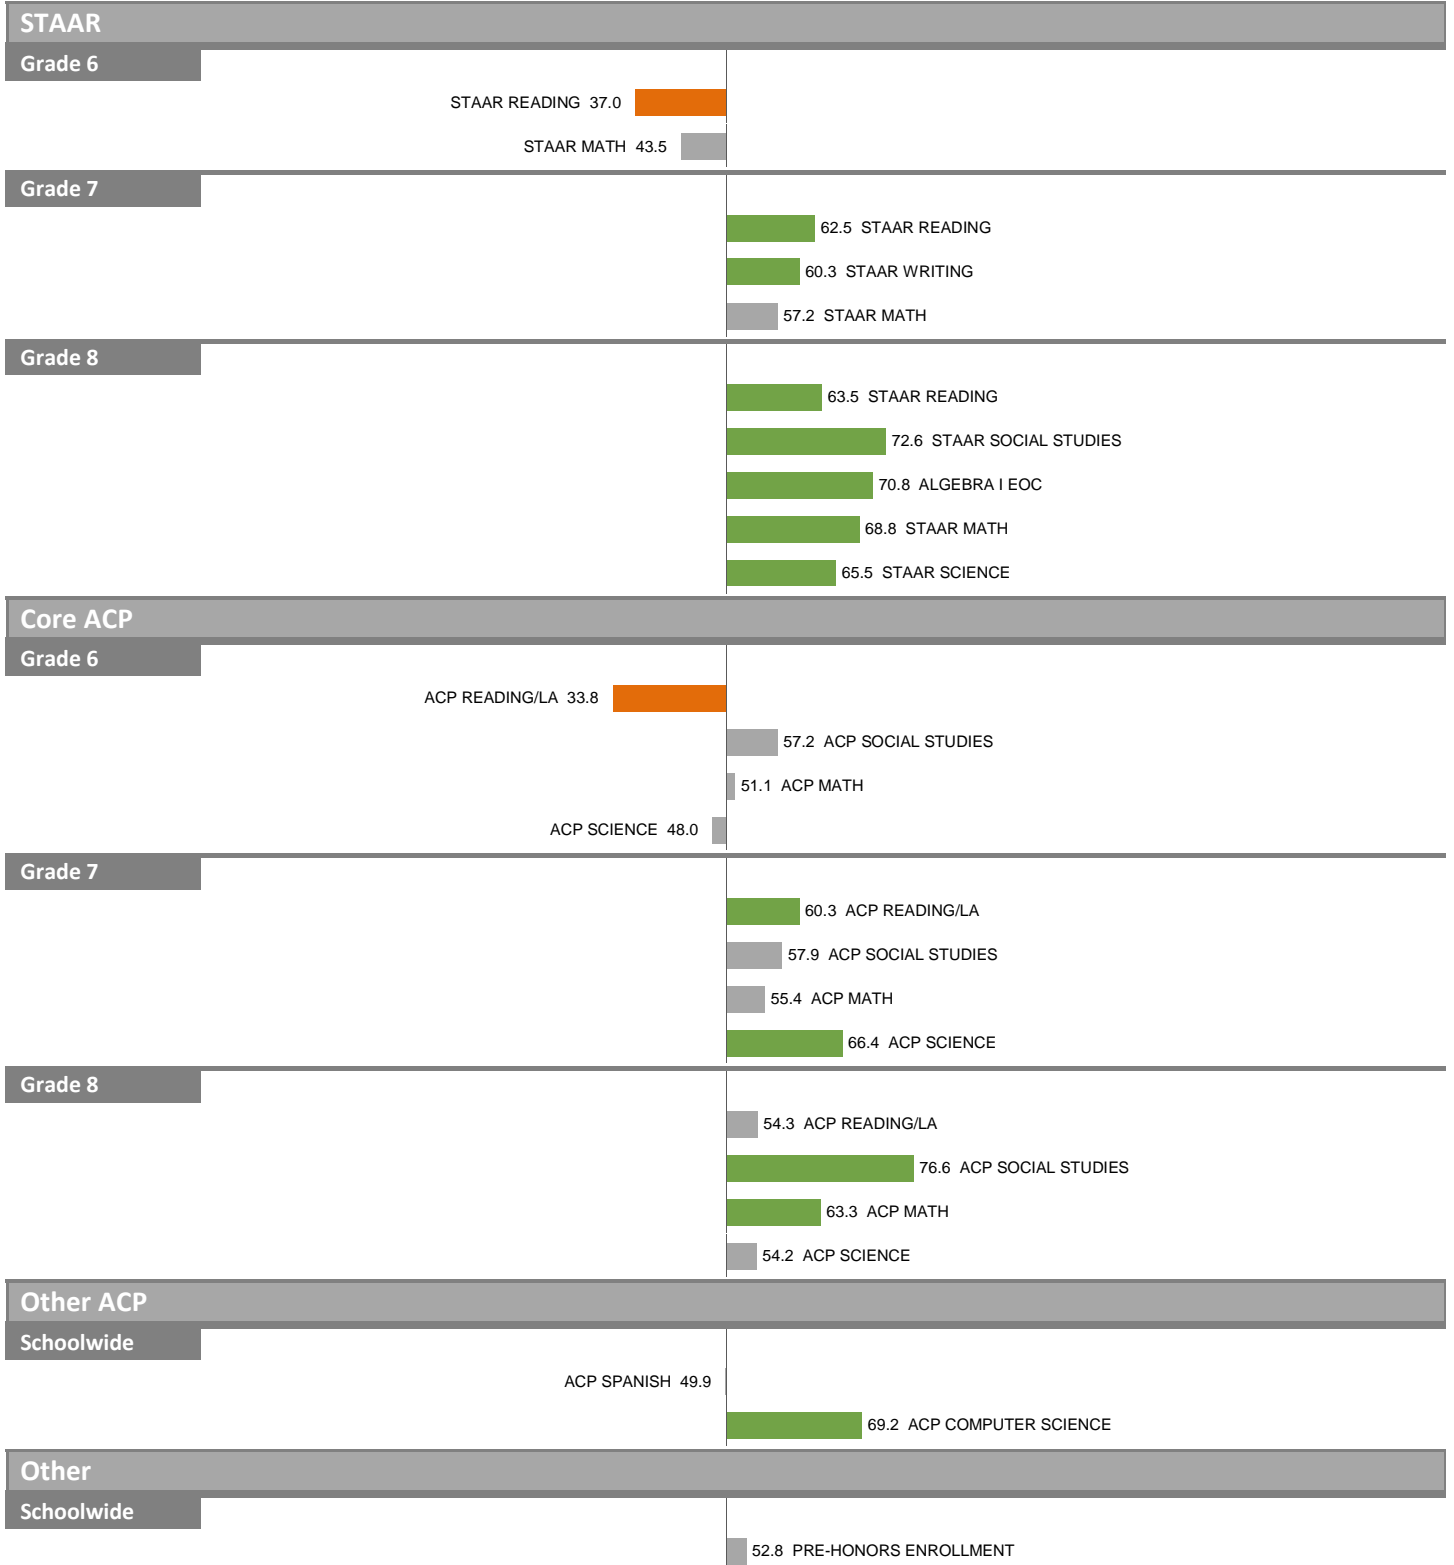 STAAR
Grade 6
STAAR READING 37.0
STAAR MATH 43.5
Grade 7
62.5 STAAR READING
60.3 STAAR WRITING
57.2 STAAR MATH
Grade 8
63.5 STAAR READING
72.6 STAAR SOCIAL STUDIES
70.8 ALGEBRA I EOC
68.8 STAAR MATH
65.5 STAAR SCIENCE
Core ACP
Grade 6
ACP READING/LA 33.8
57.2 ACP SOCIAL STUDIES
51.1 ACP MATH
ACP SCIENCE 48.0
Grade 7
60.3 ACP READING/LA
57.9 ACP SOCIAL STUDIES
55.4 ACP MATH
66.4 ACP SCIENCE
Grade 8
54.3 ACP READING/LA
76.6 ACP SOCIAL STUDIES
63.3 ACP MATH
54.2 ACP SCIENCE
Other ACP
Schoolwide
ACP SPANISH 49.9
69.2 ACP COMPUTER SCIENCE
Other
Schoolwide
52.8 PRE-HONORS ENROLLMENT